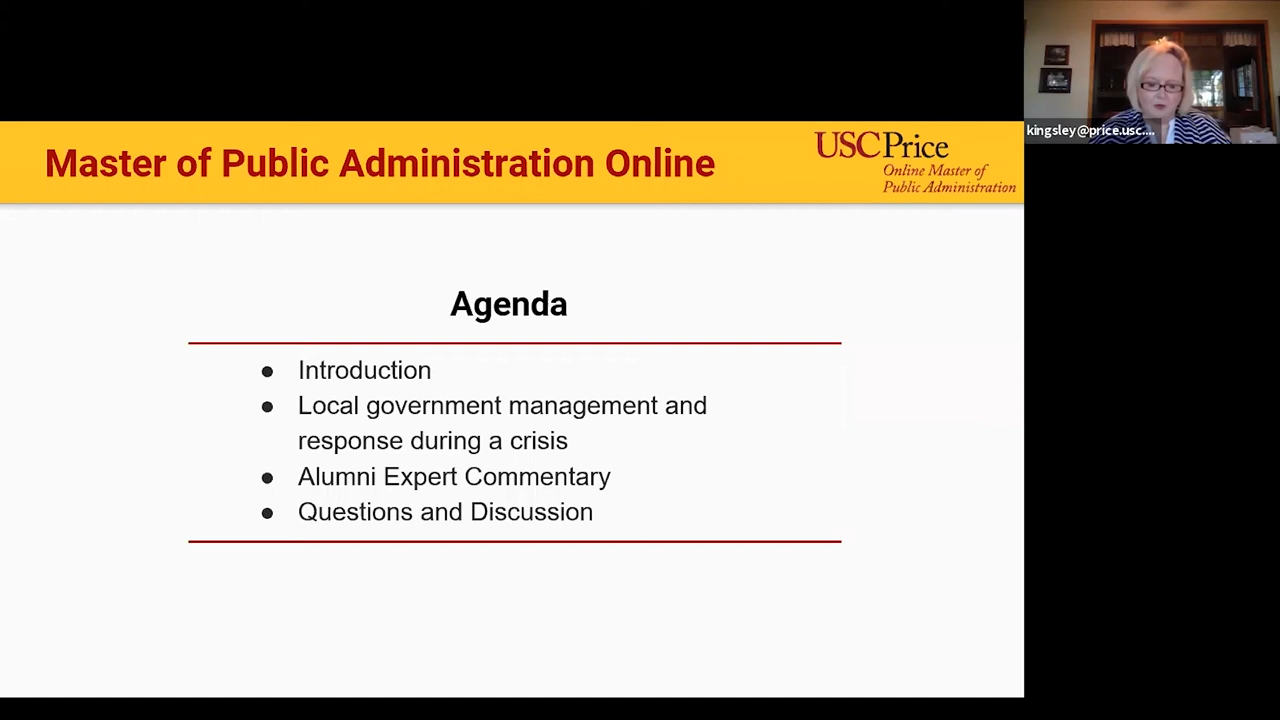 Master of Public Administration Online
USC Price
Online Master of
Public Administration
kingsley@price.usc....
Agenda
● Introduction
● Local government management and
response during a crisis
● Alumni Expert Commentary
● Questions and Discussion